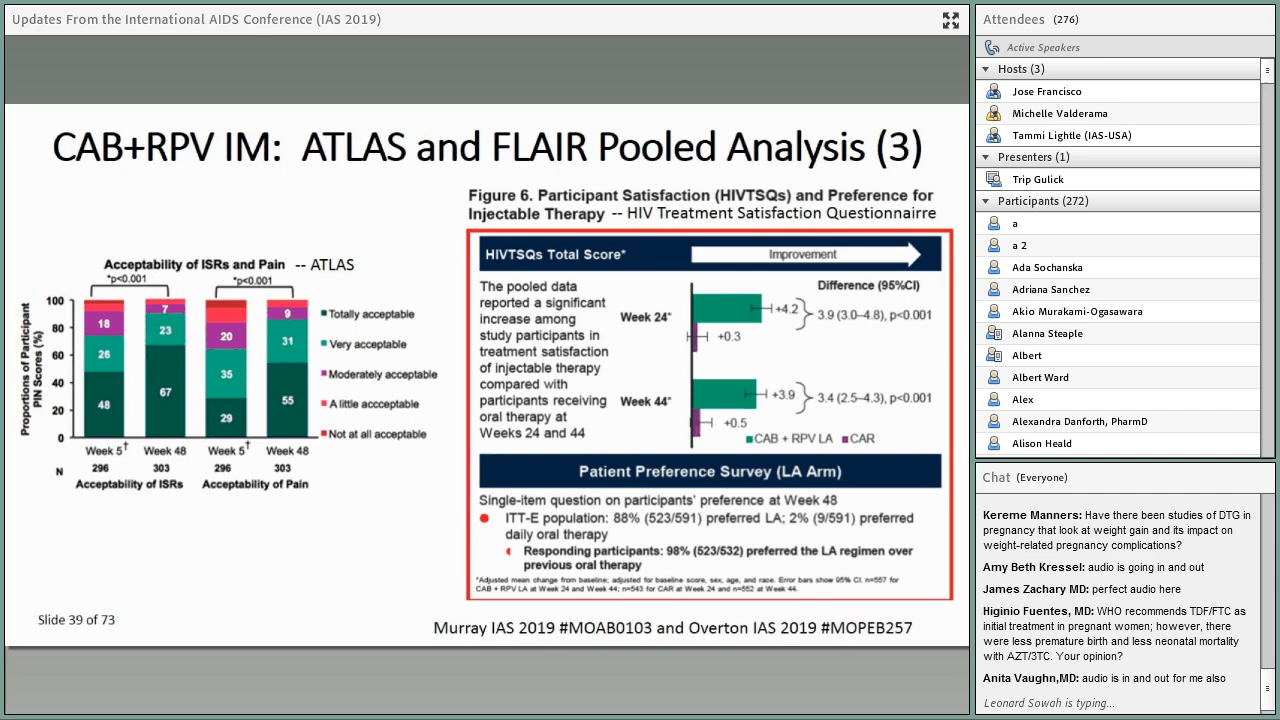 Updates From the International AIDS Conference (IAS 2019)
CAB+RPV IM: ATLAS and FLAIR Pooled Analysis (3)
Acceptability of ISRs and Pain -- ATLAS
*p<0.001
*p<0.001
Proportions of Participant
PIN Scores (%)
100
80
60
40
20
0
18
26
48
7
23
67
20
35
29
9
31
55
Totally acceptable
Very acceptable
Moderately acceptable
A little accceptable
Not at all acceptable
Week 5† Week 48 Week 5† Week 48
N 296 303 296 303
Acceptability of ISRs Acceptability of Pain
Figure 6. Participant Satisfaction (HIVTSQs) and Preference for
Injectable Therapy -- HIV Treatment Satisfaction Questionnairre
HIVTSQs Total Score*
Improvement
The pooled data
reported a significant
increase among
study participants in
treatment satisfaction
of injectable therapy
compared with
participants receiving
oral therapy at
Weeks 24 and 44
Difference (95%CI)
Week 24*
+4.2
3.9 (3.0–4.8), p<0.001
+0.3
Week 44*
+3.9
3.4 (2.5–4.3), p<0.001
+0.5
CAB + RPV LA CAR
Patient Preference Survey (LA Arm)
Single-item question on participants' preference at Week 48
ITT-E population: 88% (523/591) preferred LA; 2% (9/591) preferred
daily oral therapy
Responding participants: 98% (523/532) preferred the LA regimen over
previous oral therapy
*Adjusted mean change from baseline; adjusted for baseline score, sex, age, and race. Error bars show 95% CI. n=557 for
CAB + RPV LA at Week 24 and Week 44; n=543 for CAR at Week 24 and n=552 at Week 44.
Slide 39 of 73
Murray IAS 2019 #MOAB0103 and Overton IAS 2019 #MOPEB257
Attendees (276)
Active Speakers
Hosts (3)
Jose Francisco
Michelle Valderama
Tammi Lightle (IAS-USA)
Presenters (1)
Trip Gulick
Participants (272)
a
a 2
Ada Sochanska
Adriana Sanchez
Akio Murakami-Ogasawara
Alanna Steaple
Albert
Albert Ward
Alex
Alexandra Danforth, PharmD
Alison Heald
Chat (Everyone)
Kereme Manners: Have there been studies of DTG in
pregnancy that look at weight gain and its impact on
weight-related pregnancy complications?
Amy Beth Kressel: audio is going in and out
James Zachary MD: perfect audio here
Higinio Fuentes, MD: WHO recommends TDF/FTC as
initial treatment in pregnant women; however, there
were less premature birth and less neonatal mortality
with AZT/3TC. Your opinion?
Anita Vaughn,MD: audio is in and out for me also
Leonard Sowah is typing...